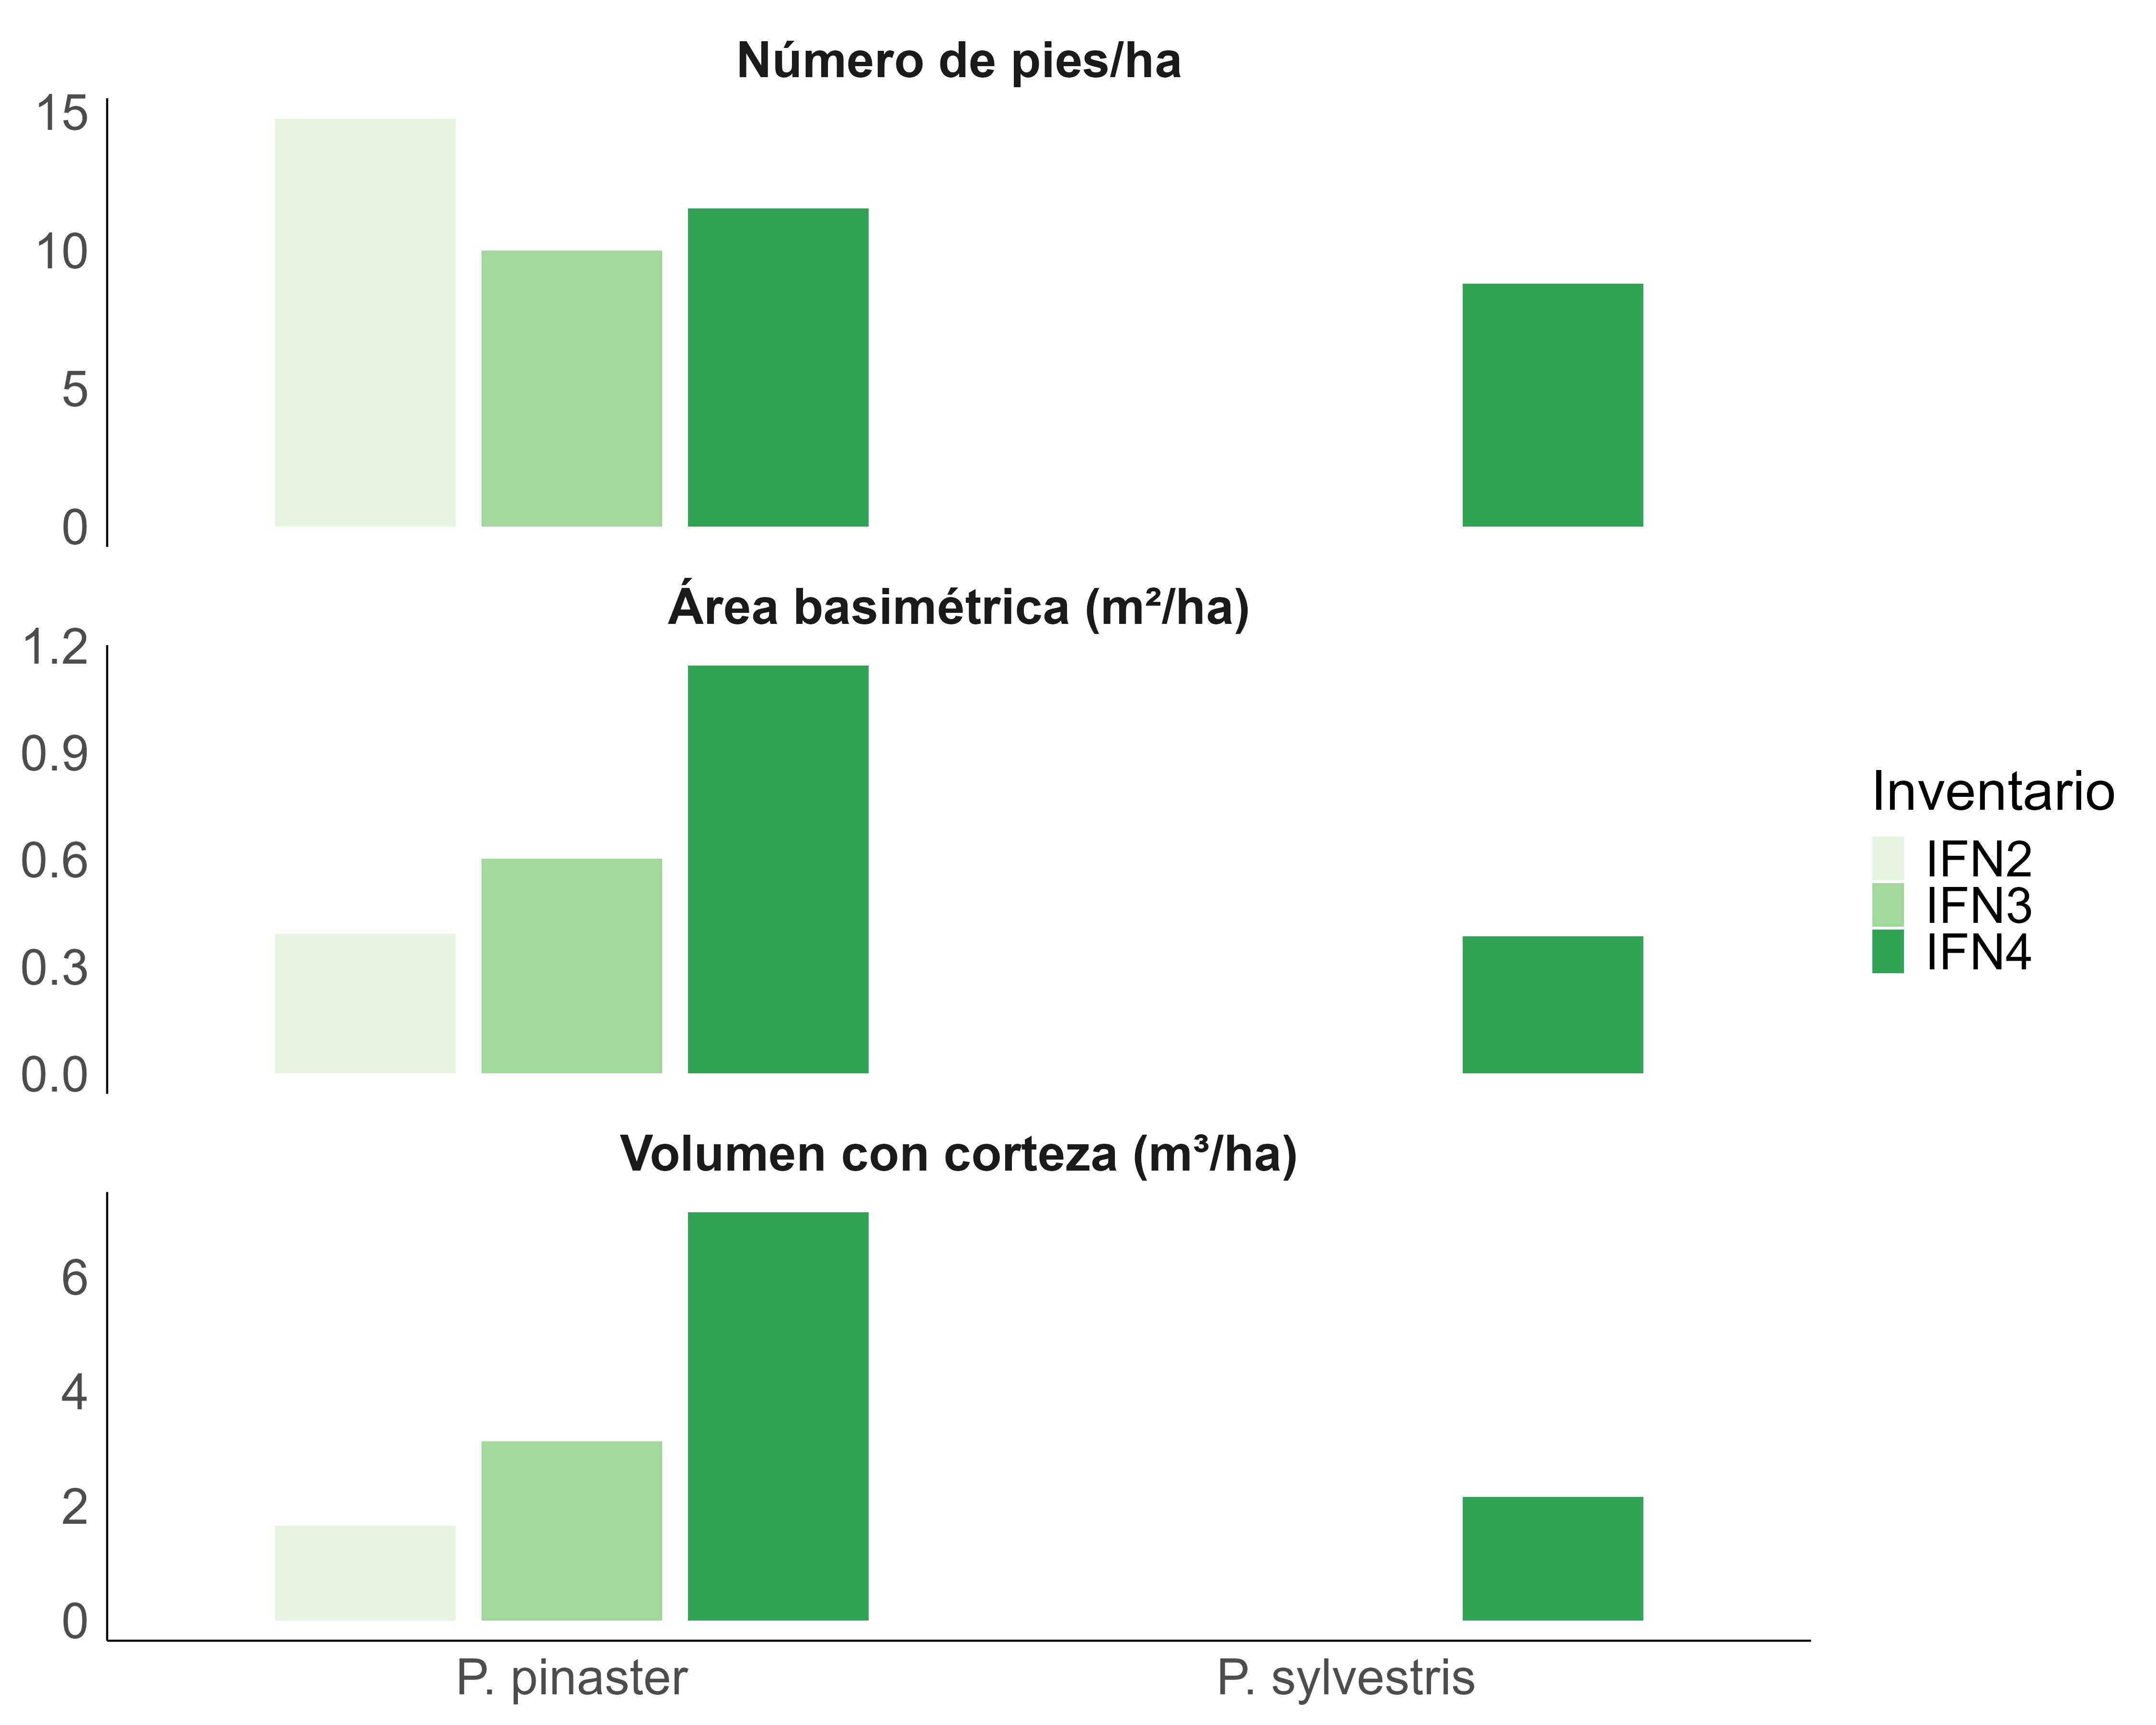 Número de pies/ha
15
10
5
0
Área basimétrica (m²/ha)
1.2
0.9
0.6
0.3
0.0
Volumen con corteza (m³/ha)
6
4
2
0
P. pinaster
P. sylvestris
Inventario
IFN2
IFN3
IFN4